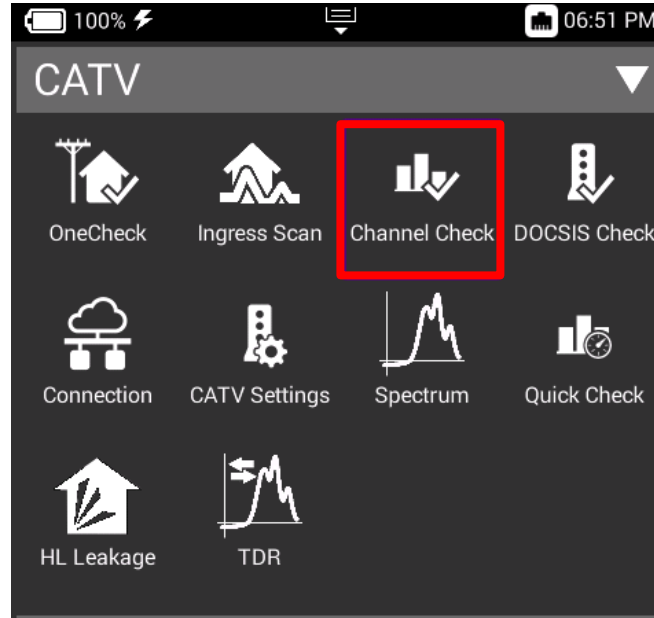 100% 06:51 PM
CATV
OneCheck Ingress Scan Channel Check DOCSIS Check
Connection CATV Settings Spectrum Quick Check
HL Leakage TDR